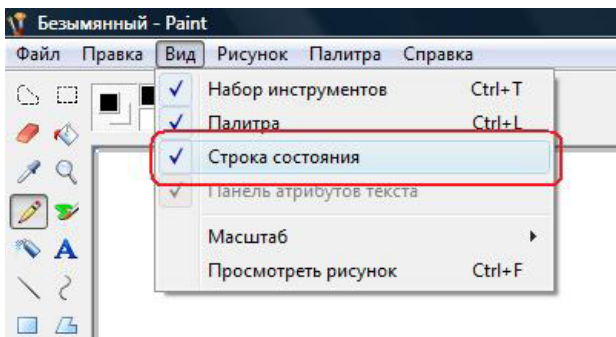 Безымянный - Paint
Файл Правка Вид Рисунок Палитра Справка
Набор инструментов Ctrl+T
Палитра Ctrl+L
Строка состояния
Панель атрибутов текста
Масштаб
Просмотреть рисунок Ctrl+F
A